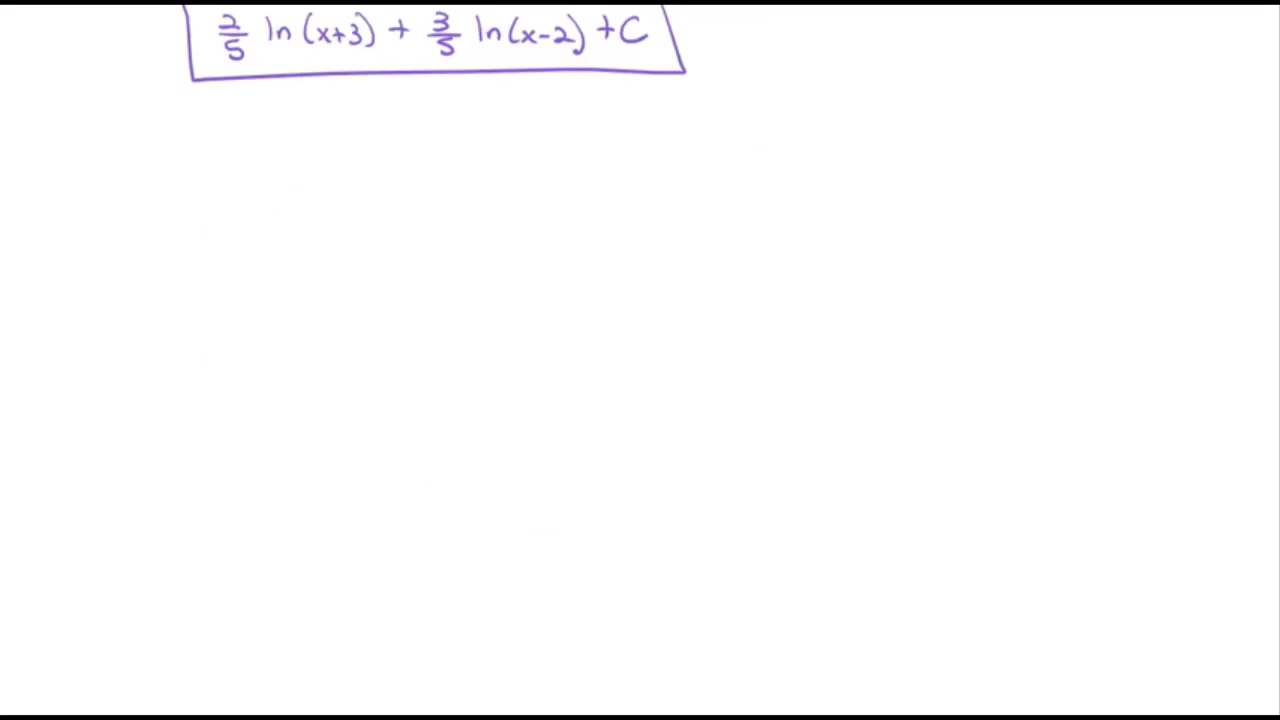 2/5 ln(x+3) + 3/5 ln(x-2) +C